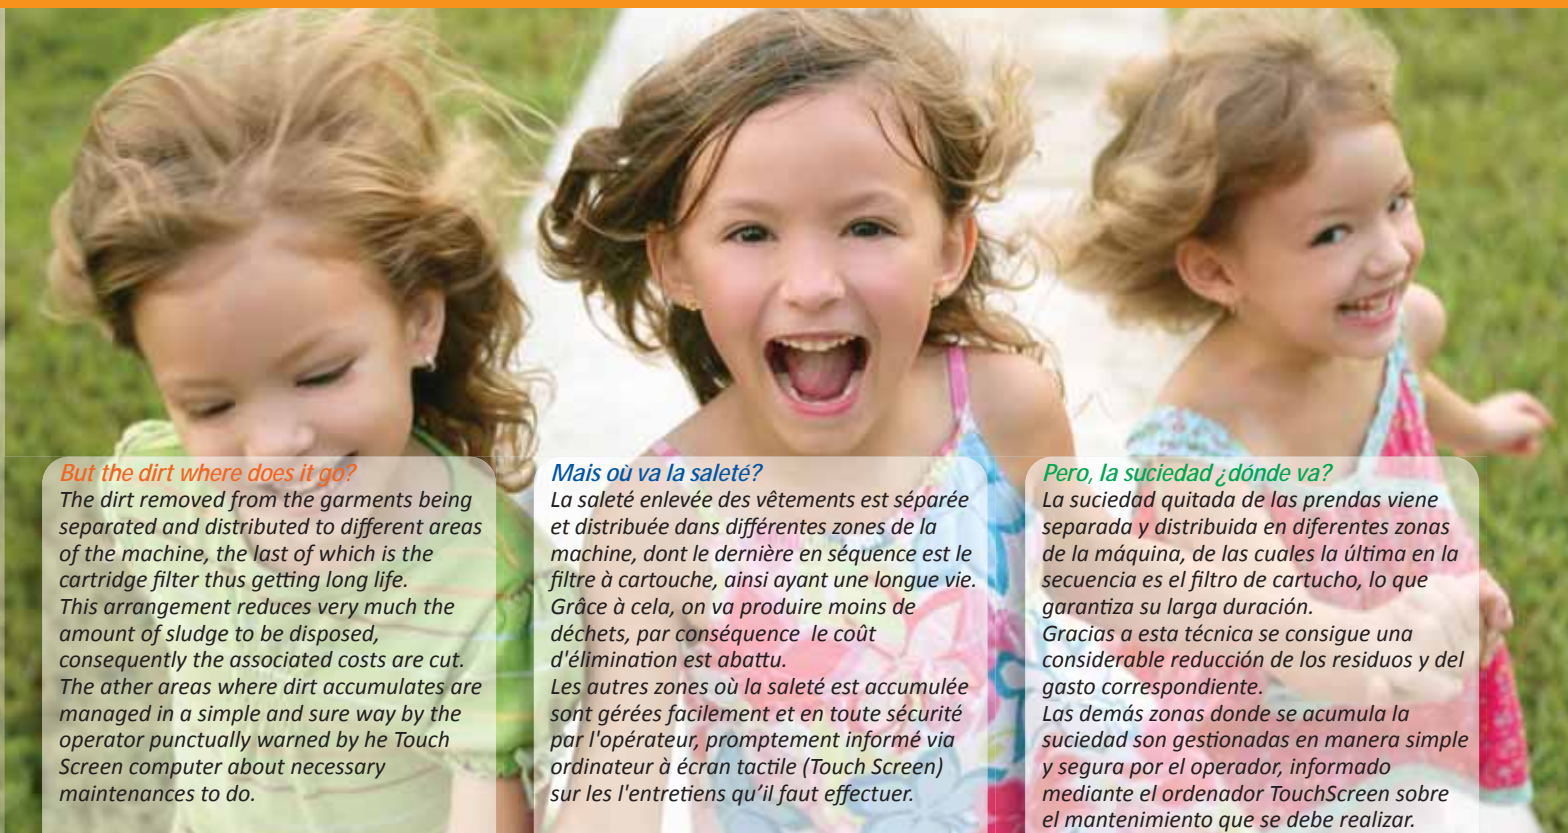 But the dirt where does it go?
The dirt removed from the garments being
separated and distributed to different areas
of the machine, the last of which is the
cartridge filter thus getting long life.
This arrangement reduces very much the
amount of sludge to be disposed,
consequently the associated costs are cut.
The ather areas where dirt accumulates are
managed in a simple and sure way by the
operator punctually warned by he Touch
Screen computer about necessary
maintenances to do.
Mais où va la saleté?
La saleté enlevée des vêtements est séparée
et distribuée dans différentes zones de la
machine, dont le dernière en séquence est le
filtre à cartouche, ainsi ayant une longue vie.
Grâce à cela, on va produire moins de
déchets, par conséquence le coût
d'élimination est abattu.
Les autres zones où la saleté est accumulée
sont gérées facilement et en toute sécurité
par l'opérateur, promptement informé via
ordinateur à écran tactile (Touch Screen)
sur les l'entretiens qu’il faut effectuer.
Pero, la suciedad ¿dónde va?
La suciedad quitada de las prendas viene
separada y distribuida en diferentes zonas
de la máquina, de las cuales la última en la
secuencia es el filtro de cartucho, lo que
garantiza su larga duración.
Gracias a esta técnica se consigue una
considerable reducción de los residuos y del
gasto correspondiente.
Las demás zonas donde se acumula la
suciedad son gestionadas en manera simple
y segura por el operador, informado
mediante el ordenador TouchScreen sobre
el mantenimiento que se debe realizar.